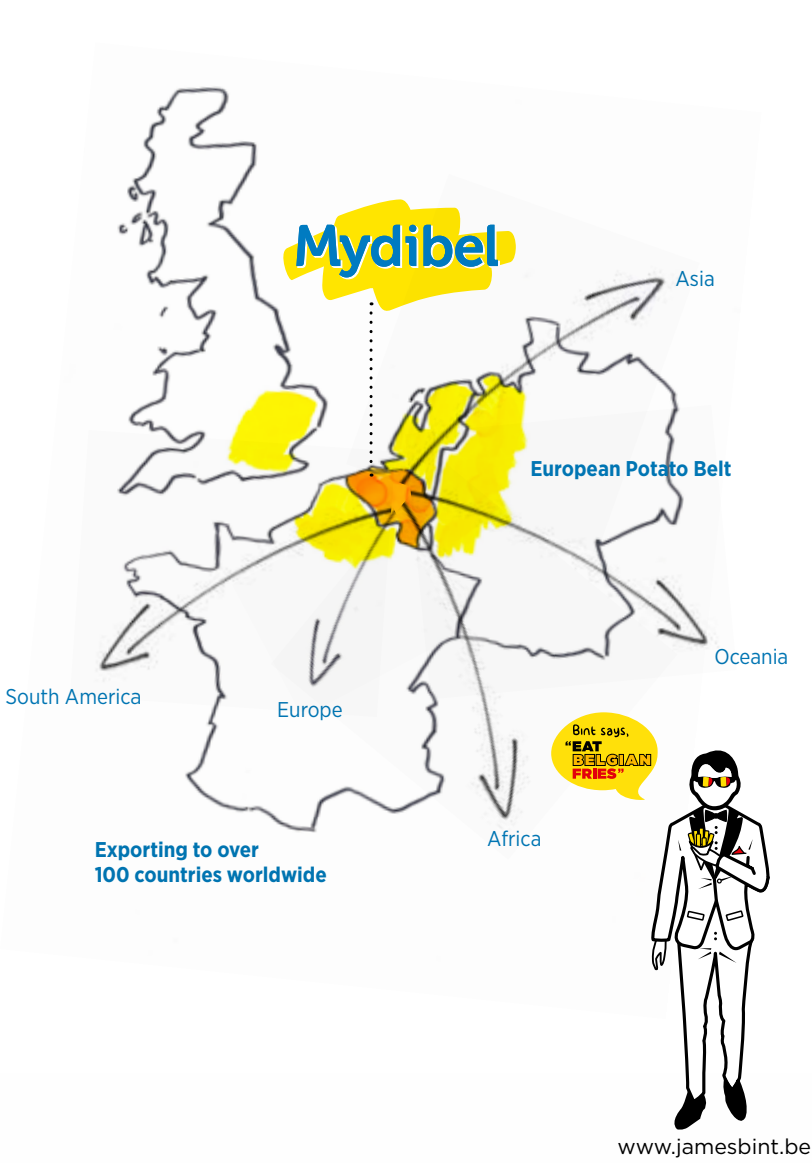 Mydibel
Asia
European Potato Belt
Oceania
South America
Europe
Bint says,
“EAT
BELGIAN
FRIES”
Africa
Exporting to over
100 countries worldwide
www.jamesbint.be